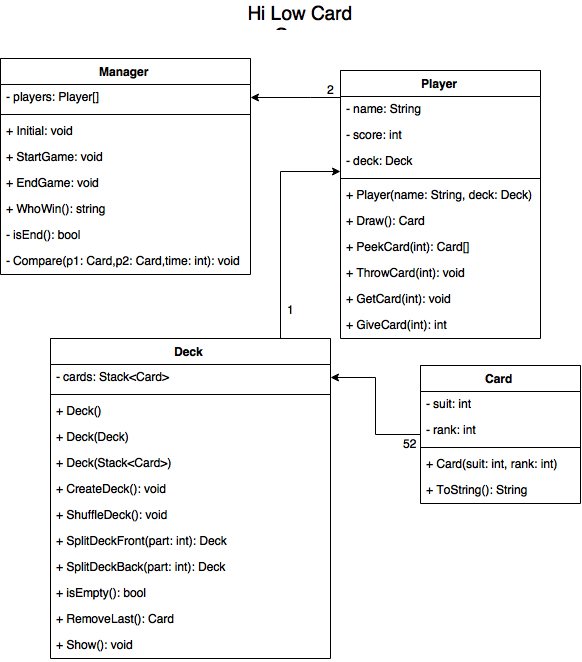 Hi Low Card
Manager
- players: Player[]
+ Initial: void
+ StartGame: void
+ EndGame: void
+ WhoWin(): string
- isEnd(): bool
- Compare(p1: Card,p2: Card,time: int): void
2
Player
- name: String
- score: int
- deck: Deck
+ Player(name: String, deck: Deck)
+ Draw(): Card
+ PeekCard(int): Card[]
+ ThrowCard(int): void
+ GetCard(int): void
+ GiveCard(int): int
1
Deck
- cards: Stack<Card>
+ Deck()
+ Deck(Deck)
+ Deck(Stack<Card>)
+ CreateDeck(): void
+ ShuffleDeck(): void
+ SplitDeckFront(part: int): Deck
+ SplitDeckBack(part: int): Deck
+ isEmpty(): bool
+ RemoveLast(): Card
+ Show(): void
52
Card
- suit: int
- rank: int
+ Card(suit: int, rank: int)
+ ToString(): String